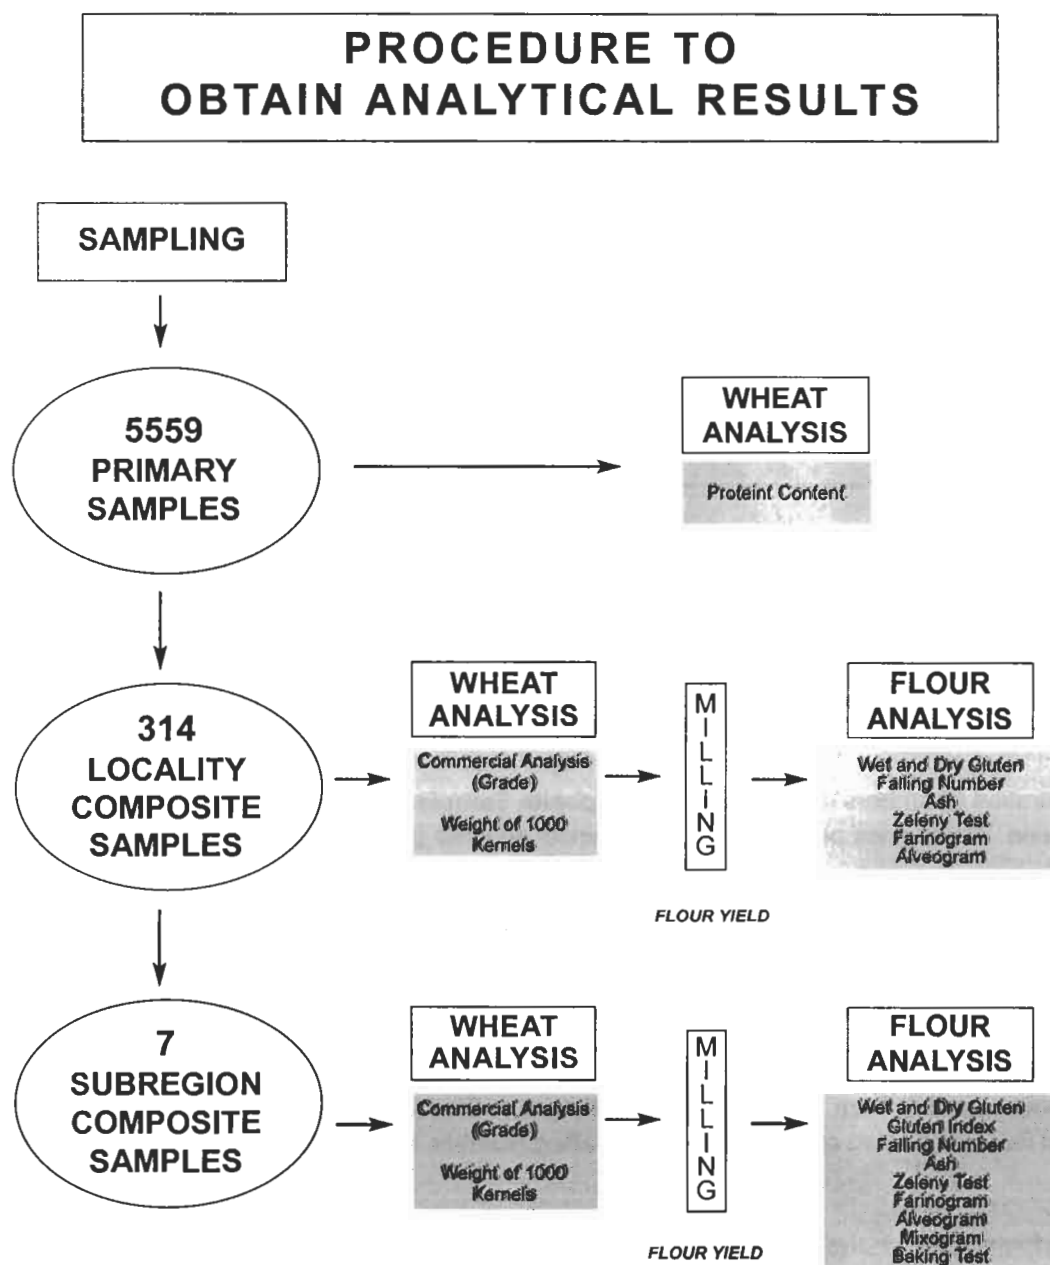 PROCEDURE TO
OBTAIN ANALYTICAL RESULTS
SAMPLING
5559
PRIMARY
SAMPLES
WHEAT
ANALYSIS
Proteint Content
314
LOCALITY
COMPOSITE
SAMPLES
WHEAT
ANALYSIS
Commercial Analysis
(Grade)
Weight of 1000
Kernels
MILLING
FLOUR YIELD
FLOUR
ANALYSIS
Wet and Dry Gluten
Falling Number
Ash
Zeleny Test
Farinogram
Alveogram
7
SUBREGION
COMPOSITE
SAMPLES
WHEAT
ANALYSIS
Commercial Analysis
(Grade)
Weight of 1000
Kernels
MILLING
FLOUR YIELD
FLOUR
ANALYSIS
Wet and Dry Gluten
Gluten Index
Falling Number
Ash
Zeleny Test
Farinogram
Alveogram
Mixogram
Baking Test